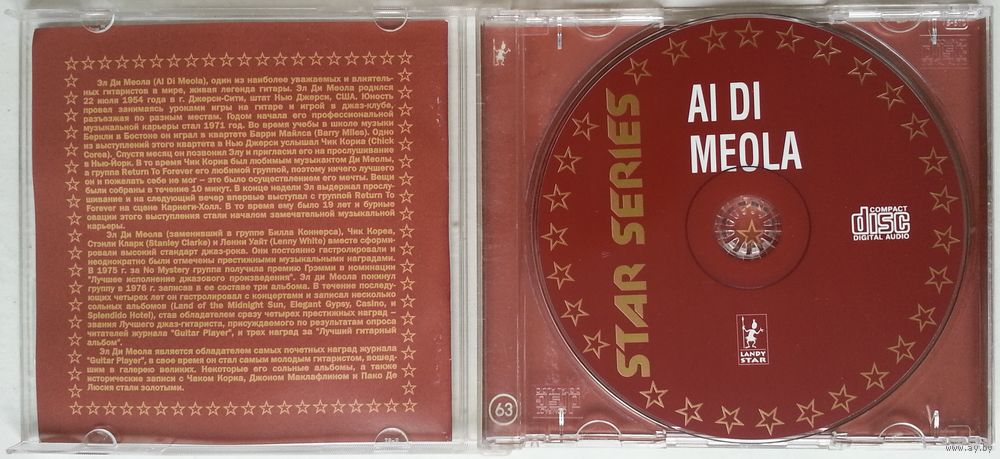 Эл Ди Меола (Al Di Meola), один из наиболее уважаемых и влиятель-
ных гитаристов в мире, живая легенда гитары. Эл Ди Меола родился
22 июля 1954 года в г. Джерси-Сити, штат Нью Джерси, США. Юность
провел занимаясь уроками игры на гитаре и игрой в джаз-клубе,
разъезжая по разным местам. Годом начала его профессиональной
музыкальной карьеры стал 1971 год. Во время учебы в школе музыки
Беркли в Бостоне он играл в квартете Барри Майлса (Barry Miles). Одно
из выступлений этого квартета в Нью Джерси услышал Чик Кориа (Chick
Corea). Спустя месяц он позвонил Элу и пригласил его на прослушивание
в Нью-Йорк. В то время Чик Кориа был любимым музыкантом Ди Меолы,
а группа Return To Forever его любимой группой, поэтому ничего лучшего
он и пожелать себе не мог – это было осуществлением его мечты. Вещи
были собраны в течение 10 минут. В конце недели Эл выдержал прослу-
шивание и на следующий вечер впервые выступал с группой Return To
Forever на сцене Карнеги-Холл. В то время ему было 19 лет и бурные
овации этого выступления стали началом замечательной музыкальной
карьеры.
Эл Ди Меола (заменивший в группе Билла Коннерса), Чик Кореа,
Стэнли Кларк (Stanley Clarke) и Ленни Уайт (Lenny White) вместе сформи-
ровали высокий стандарт джаз-рока. Они постоянно гастролировали и
неоднократно были отмечены престижными музыкальными наградами.
В 1975 г. за No Mystery группа получила премию Грэмми в номинации
"Лучшее исполнение джазового произведения". Эл ди Меола покинул
группу в 1976 г. записав в ее составе три альбома. В течение последу-
ющих четырех лет он гастролировал с концертами и записал несколько
сольных альбомов (Land of the Midnight Sun, Elegant Gypsy, Casino, и
Splendido Hotel), став обладателем сразу четырех престижных наград –
звания Лучшего джаз-гитариста, присуждаемого по результатам опроса
читателей журнала "Guitar Player", и трех наград за "Лучший гитарный
альбом".
Эл Ди Меола является обладателем самых почетных наград журнала
"Guitar Player", в свое время он стал самым молодым гитаристом, вошед-
шим в галерею великих. Некоторые его сольные альбомы, а также
исторические записи с Чаком Кориа, Джоном Маклафлином и Пако Де
Люсия стали золотыми.
STAR SERIES
AI DI
MEOLA
COMPACT
disc
DIGITAL AUDIO
LANDY
STAR
63
www.ay.by